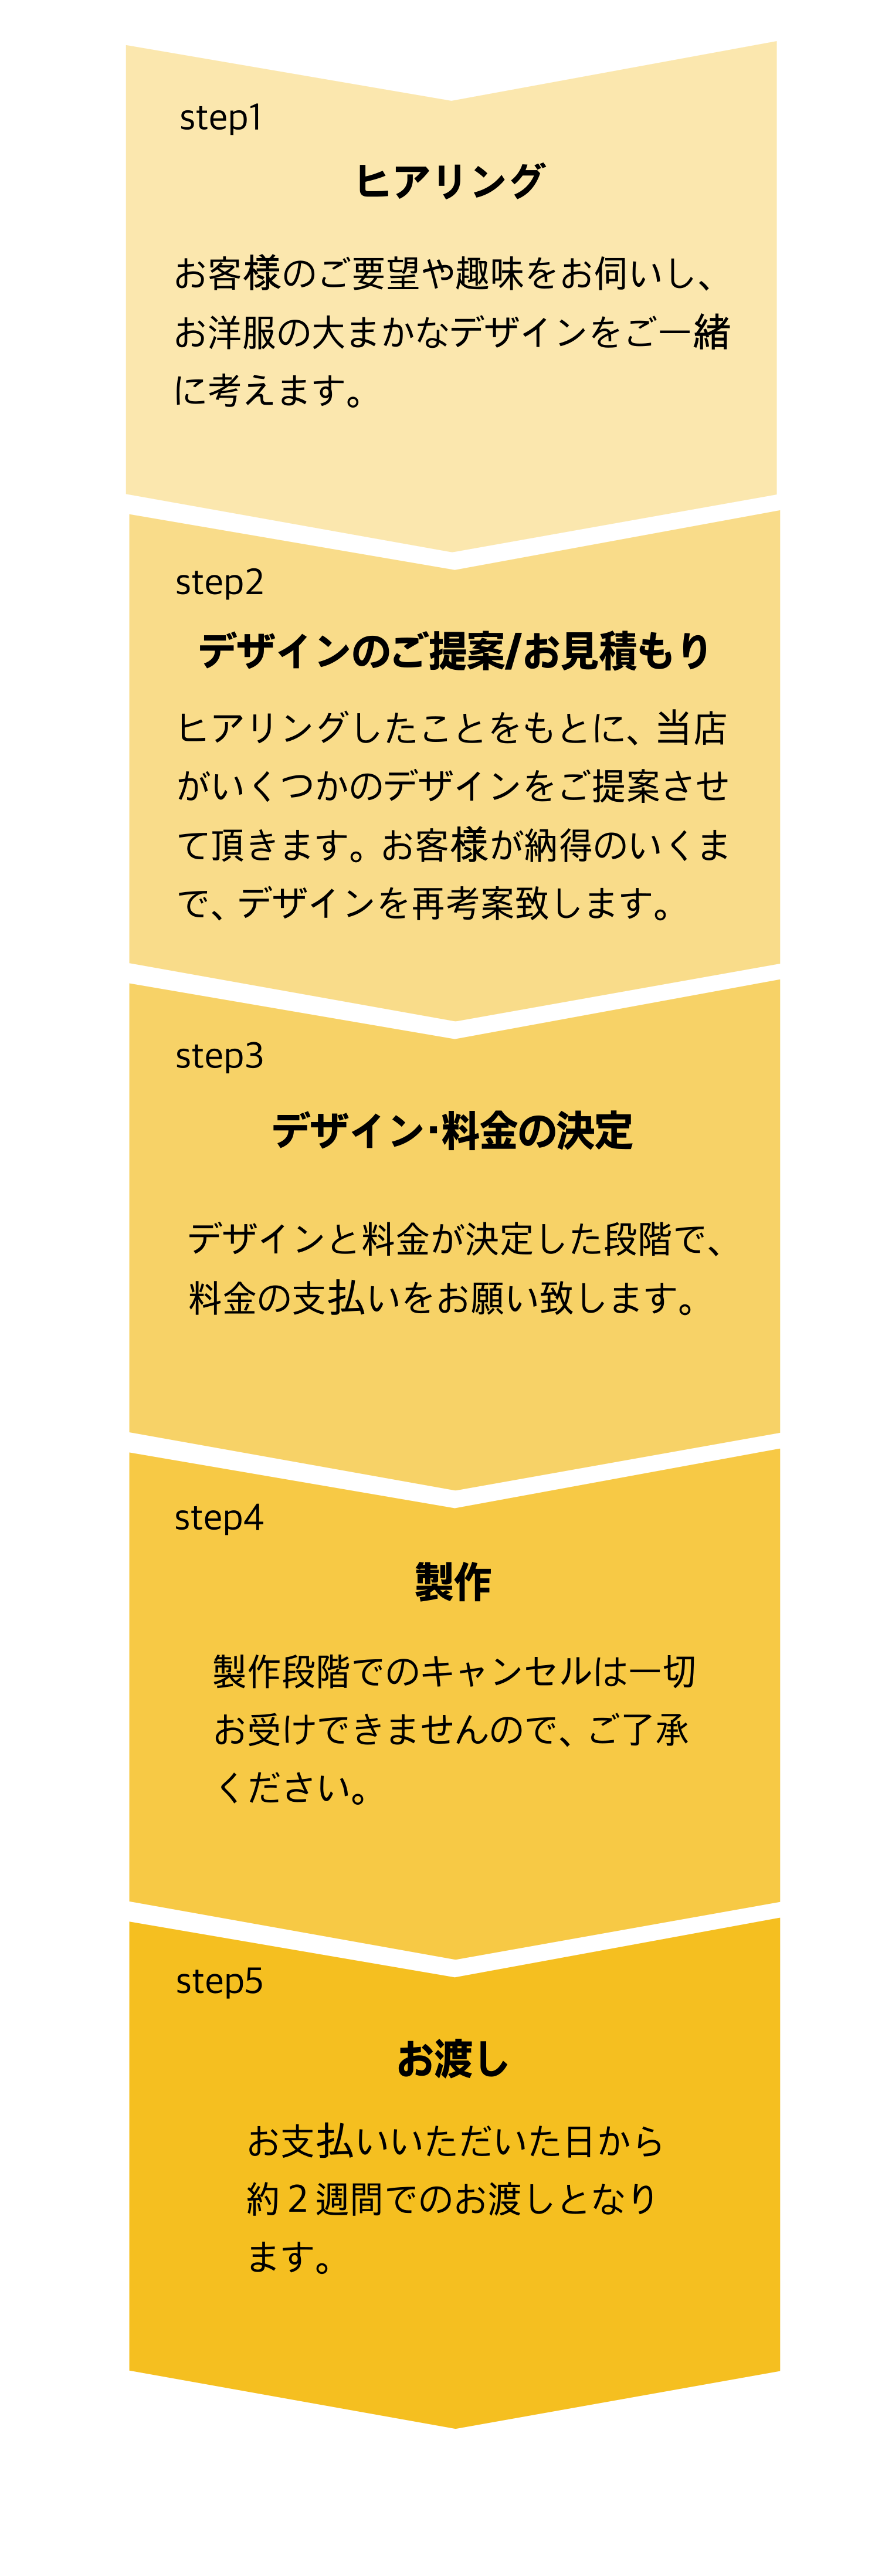 step1
ヒアリング
お客様のご要望や趣味をお伺いし、
お洋服の大まかなデザインをご一緒
に考えます。
step2
デザインのご提案/お見積もり
ヒアリングしたことをもとに、当店
がいくつかのデザインをご提案させ
て頂きます。お客様が納得のいくま
で、デザインを再考案致します。
step3
デザイン·料金の決定
デザインと料金が決定した段階で、
料金の支払いをお願い致します。
step4
製作
製作段階でのキャンセルは一切
お受けできませんので、ご了承
ください。
step5
お渡し
お支払いいただいた日から
約２週間でのお渡しとなり
ます。